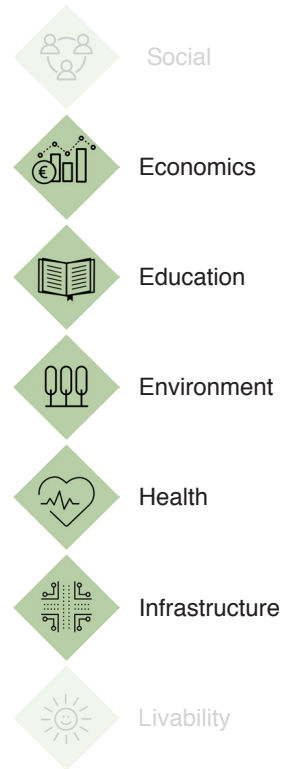 Social
Economics
€
Education
Environment
Health
Infrastructure
Livability